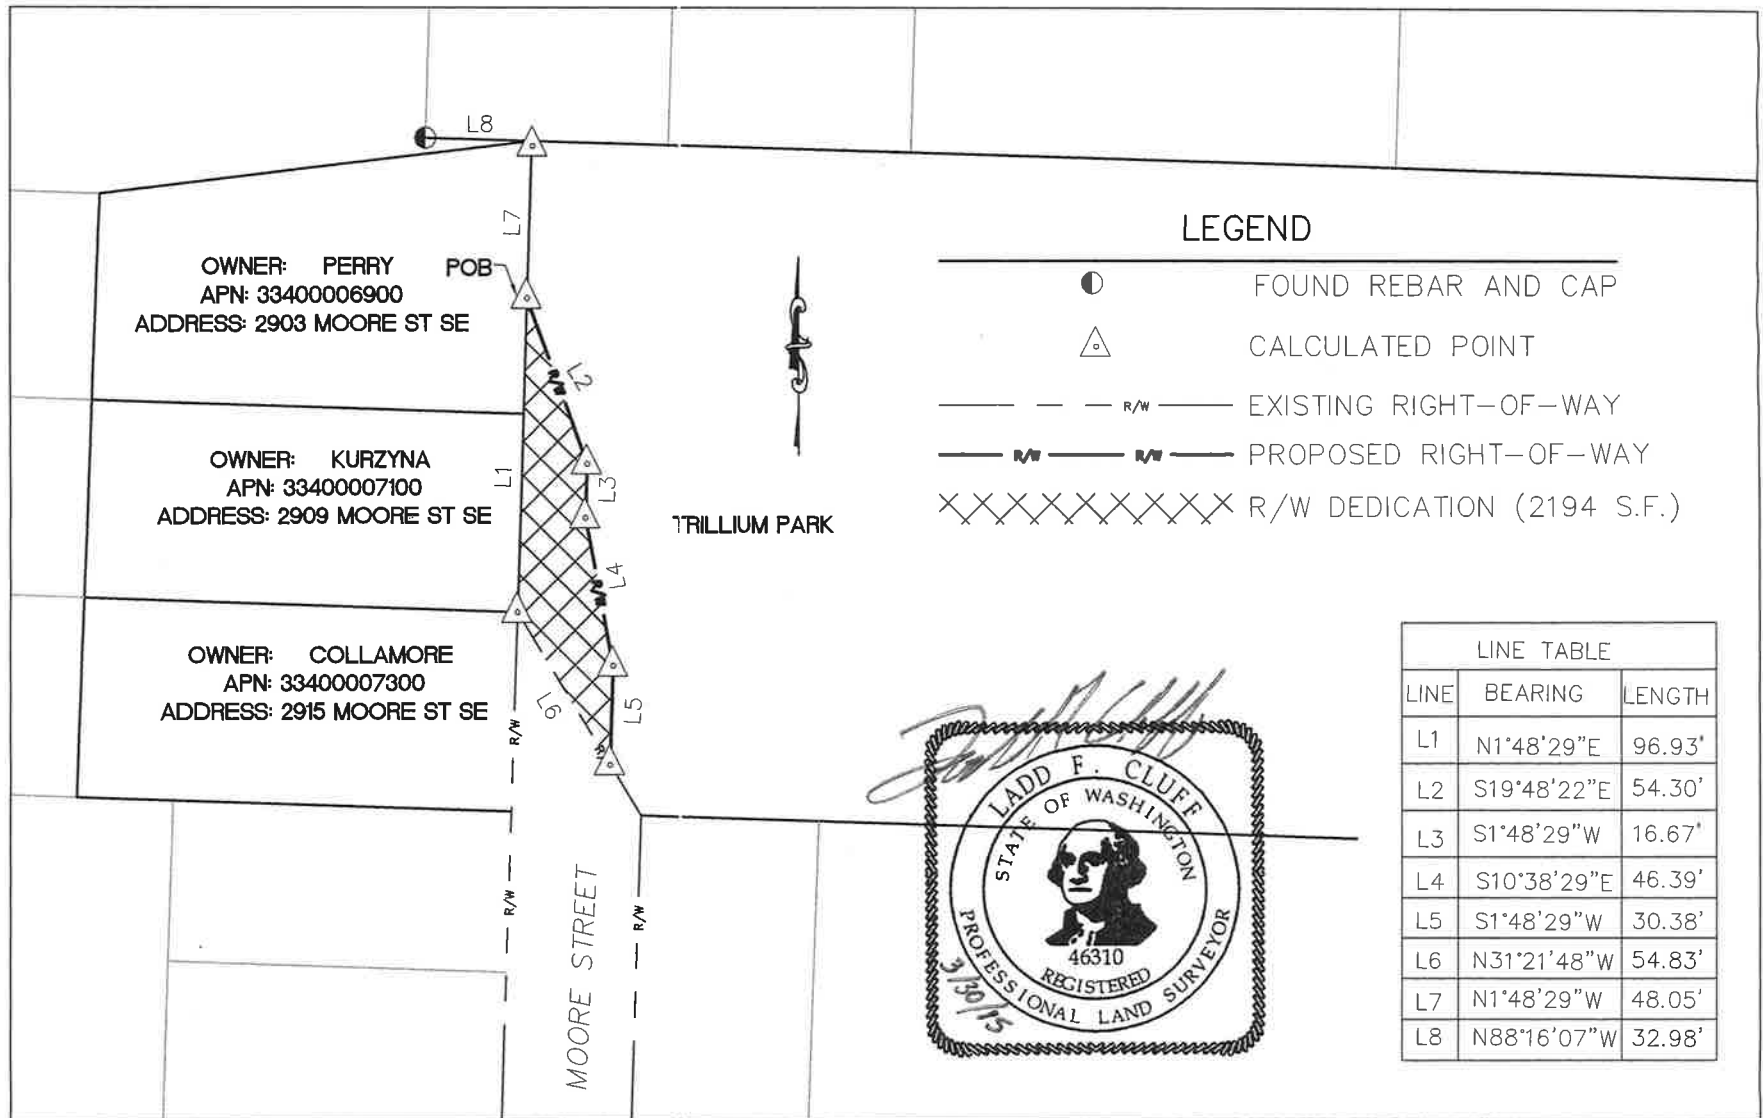 L8
L7
OWNER: PERRY
APN: 33400006900
ADDRESS: 2903 MOORE ST SE
POB
L2
R/W
L1
OWNER: KURZYNA
APN: 33400007100
ADDRESS: 2909 MOORE ST SE
L3
L4
R/W
TRILLIUM PARK
OWNER: COLLAMORE
APN: 33400007300
ADDRESS: 2915 MOORE ST SE
L6
L5
R/W
R/W
R/W
MOORE STREET
LEGEND
FOUND REBAR AND CAP
CALCULATED POINT
R/W EXISTING RIGHT-OF-WAY
R/W R/W PROPOSED RIGHT-OF-WAY
R/W DEDICATION (2194 S.F.)
LADD F. CLUFF
STATE OF WASHINGTON
46310
REGISTERED
PROFESSIONAL LAND SURVEYOR
3/30/15
LINE TABLE
LINE BEARING LENGTH
L1 N1°48'29"E 96.93'
L2 S19°48'22"E 54.30'
L3 S1°48'29"W 16.67'
L4 S10°38'29"E 46.39'
L5 S1°48'29"W 30.38'
L6 N31°21'48"W 54.83'
L7 N1°48'29"W 48.05'
L8 N88°16'07"W 32.98'